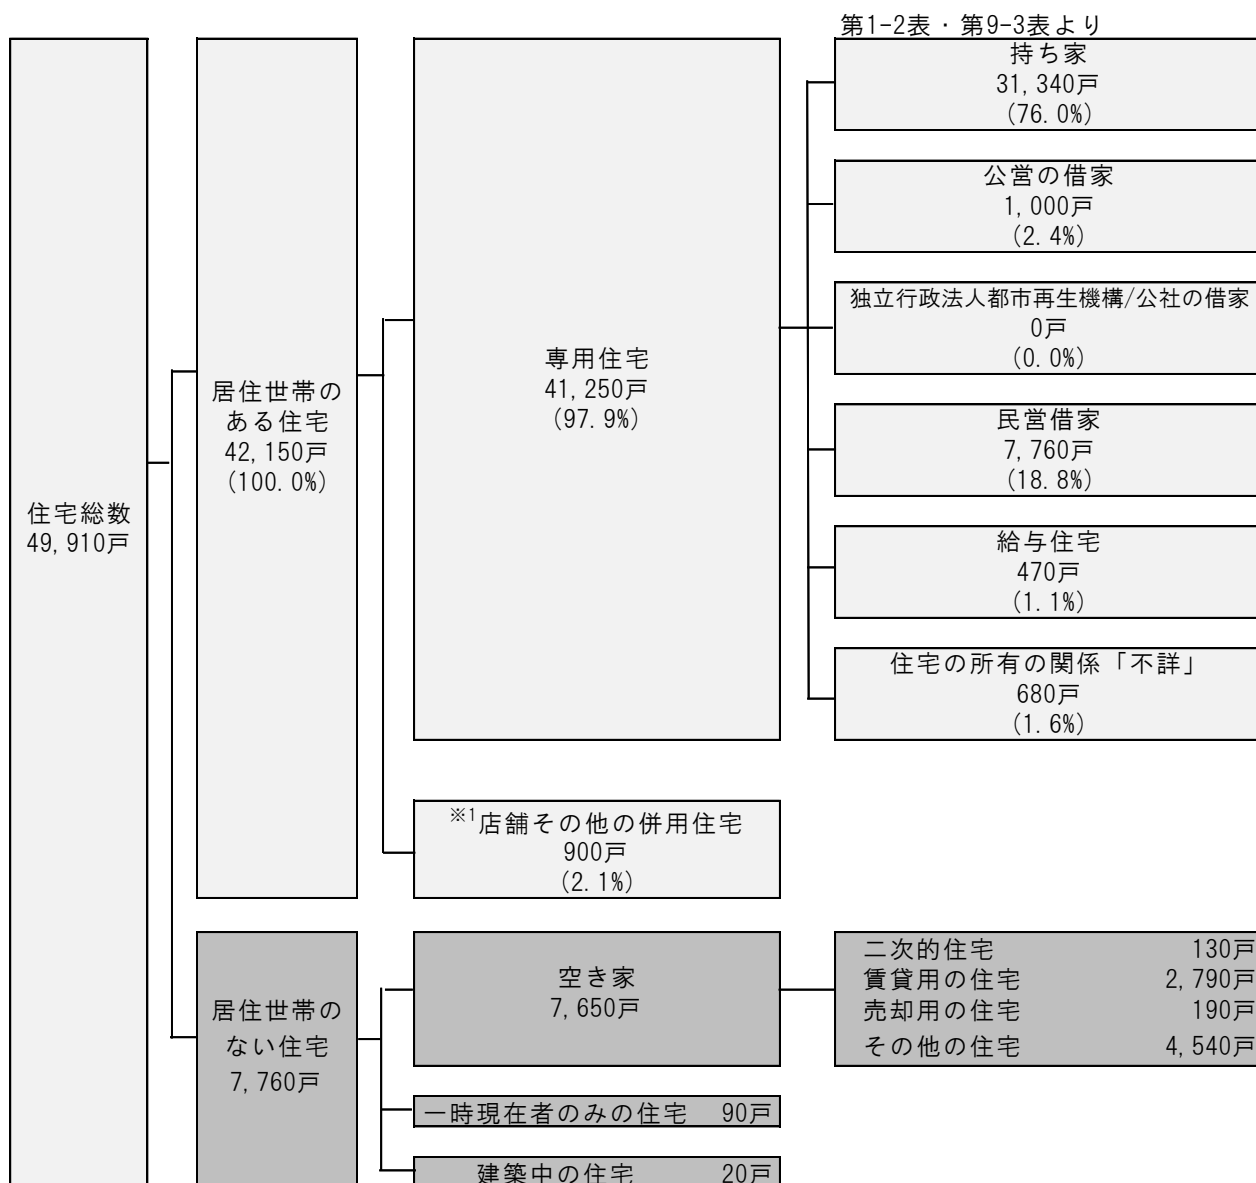 第1-2表・第9-3表より
住宅総数
49,910戸
居住世帯の
ある住宅
42,150戸
(100.0%)
専用住宅
41,250戸
(97.9%)
持ち家
31,340戸
(76.0%)
公営の借家
1,000戸
(2.4%)
独立行政法人都市再生機構/公社の借家
0戸
(0.0%)
民営借家
7,760戸
(18.8%)
給与住宅
470戸
(1.1%)
住宅の所有の関係「不詳」
680戸
(1.6%)
※1店舗その他の併用住宅
900戸
(2.1%)
居住世帯の
ない住宅
7,760戸
空き家
7,650戸
二次的住宅 130戸
賃貸用の住宅 2,790戸
売却用の住宅 190戸
その他の住宅 4,540戸
一時現在者のみの住宅 90戸
建築中の住宅 20戸